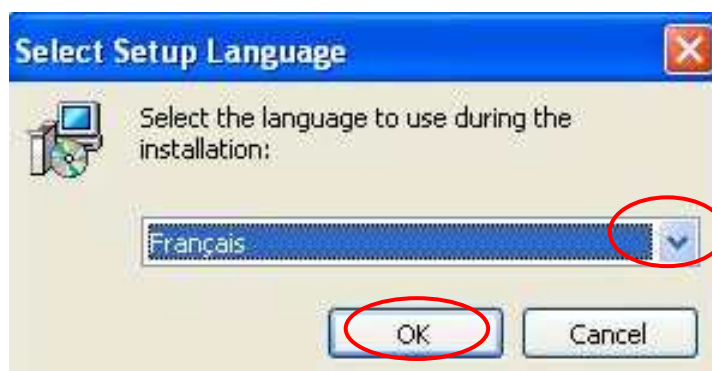 Select Setup Language
Select the language to use during the
installation:
Français
OK
Cancel